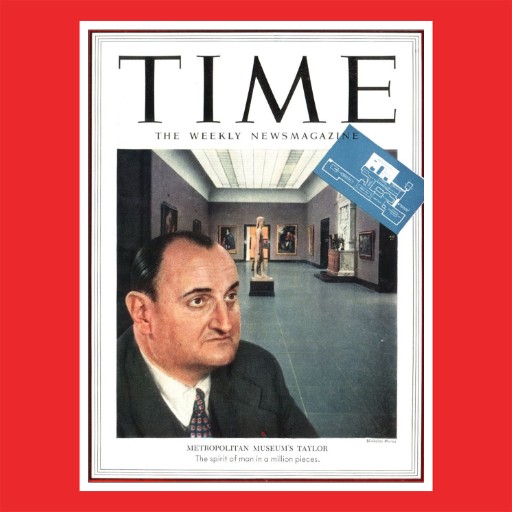 TIME
THE WEEKLY NEWSMAGAZINE
METROPOLITAN MUSEUM'S TAYLOR
The spirit of man in a million pieces.